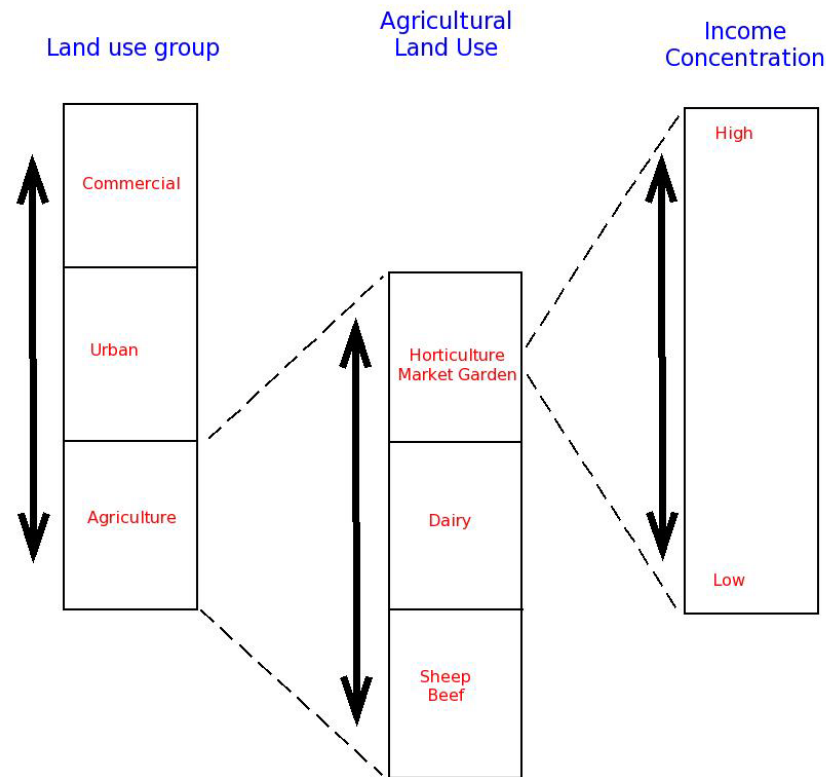 Land use group
Agricultural
Land Use
Income
Concentration
Commercial
Urban
Agriculture
Horticulture
Market Garden
Dairy
Sheep
Beef
High
Low